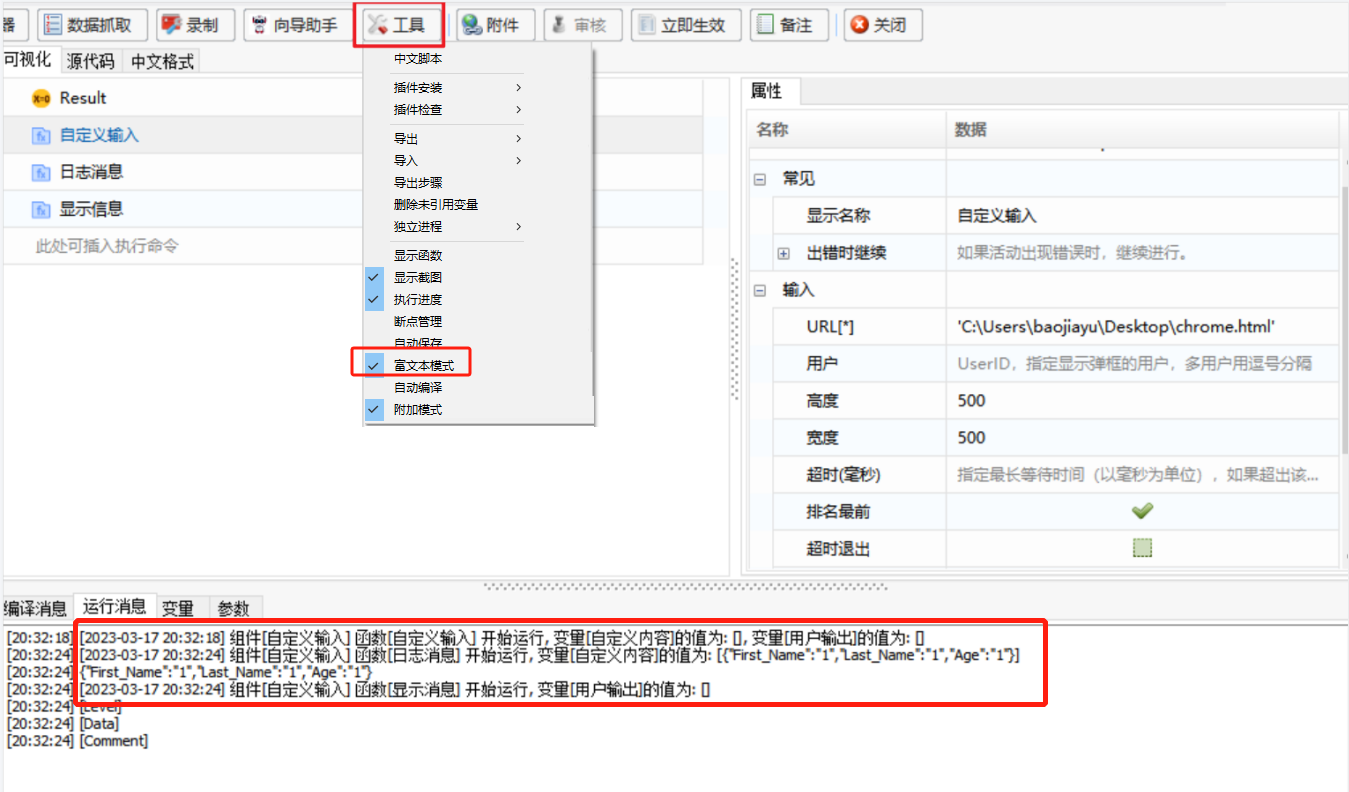 器 数据抓取 录制 向导助手 工具 附件 审核 立即生效 备注 关闭
可视化 源代码 中文格式
Result
自定义输入
日志消息
显示信息
此处可插入执行命令
中文脚本
插件安装
插件检查
导出
导入
导出步骤
删除未引用变量
独立进程
显示函数
显示截图
执行进度
断点管理
自动保存
富文本模式
自动编译
附加模式
属性
名称 数据
常见
显示名称 自定义输入
出错时继续 如果活动出现错误时，继续进行。
输入
URL[*] 'C:\Users\baojiayu\Desktop\chrome.html'
用户 UserID，指定显示弹框的用户，多用户用逗号分隔
高度 500
宽度 500
超时(毫秒) 指定最长等待时间（以毫秒为单位），如果超出该...
排名最前
超时退出
编译消息 运行消息 变量 参数
[20:32:18] [2023-03-17 20:32:18] 组件[自定义输入] 函数[自定义输入] 开始运行, 变量[自定义内容]的值为: [], 变量[用户输出]的值为: []
[20:32:24] [2023-03-17 20:32:24] 组件[自定义输入] 函数[日志消息] 开始运行, 变量[自定义内容]的值为: [{"First_Name":"1","Last_Name":"1","Age":"1"}]
[20:32:24] {"First_Name":"1","Last_Name":"1","Age":"1"}
[20:32:24] [2023-03-17 20:32:24] 组件[自定义输入] 函数[显示消息] 开始运行, 变量[用户输出]的值为: []
[20:32:24] [Level]
[20:32:24] [Data]
[20:32:24] [Comment]